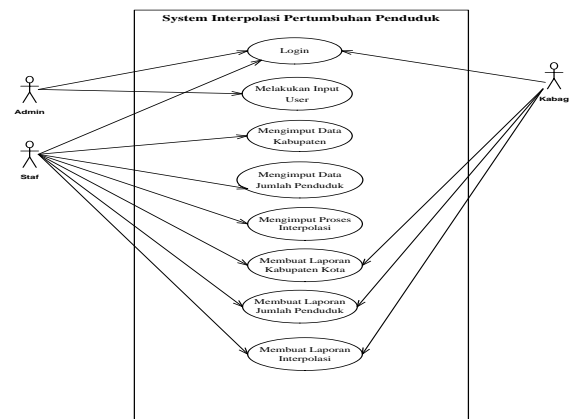 System Interpolasi Pertumbuhan Penduduk
Login
Melakukan Input
User
Mengimput Data
Kabupaten
Mengimput Data
Jumlah Penduduk
Mengimput Proses
Interpolasi
Membuat Laporan
Kabupaten Kota
Membuat Laporan
Jumlah Penduduk
Membuat Laporan
Interpolasi
Admin
Staf
Kabag